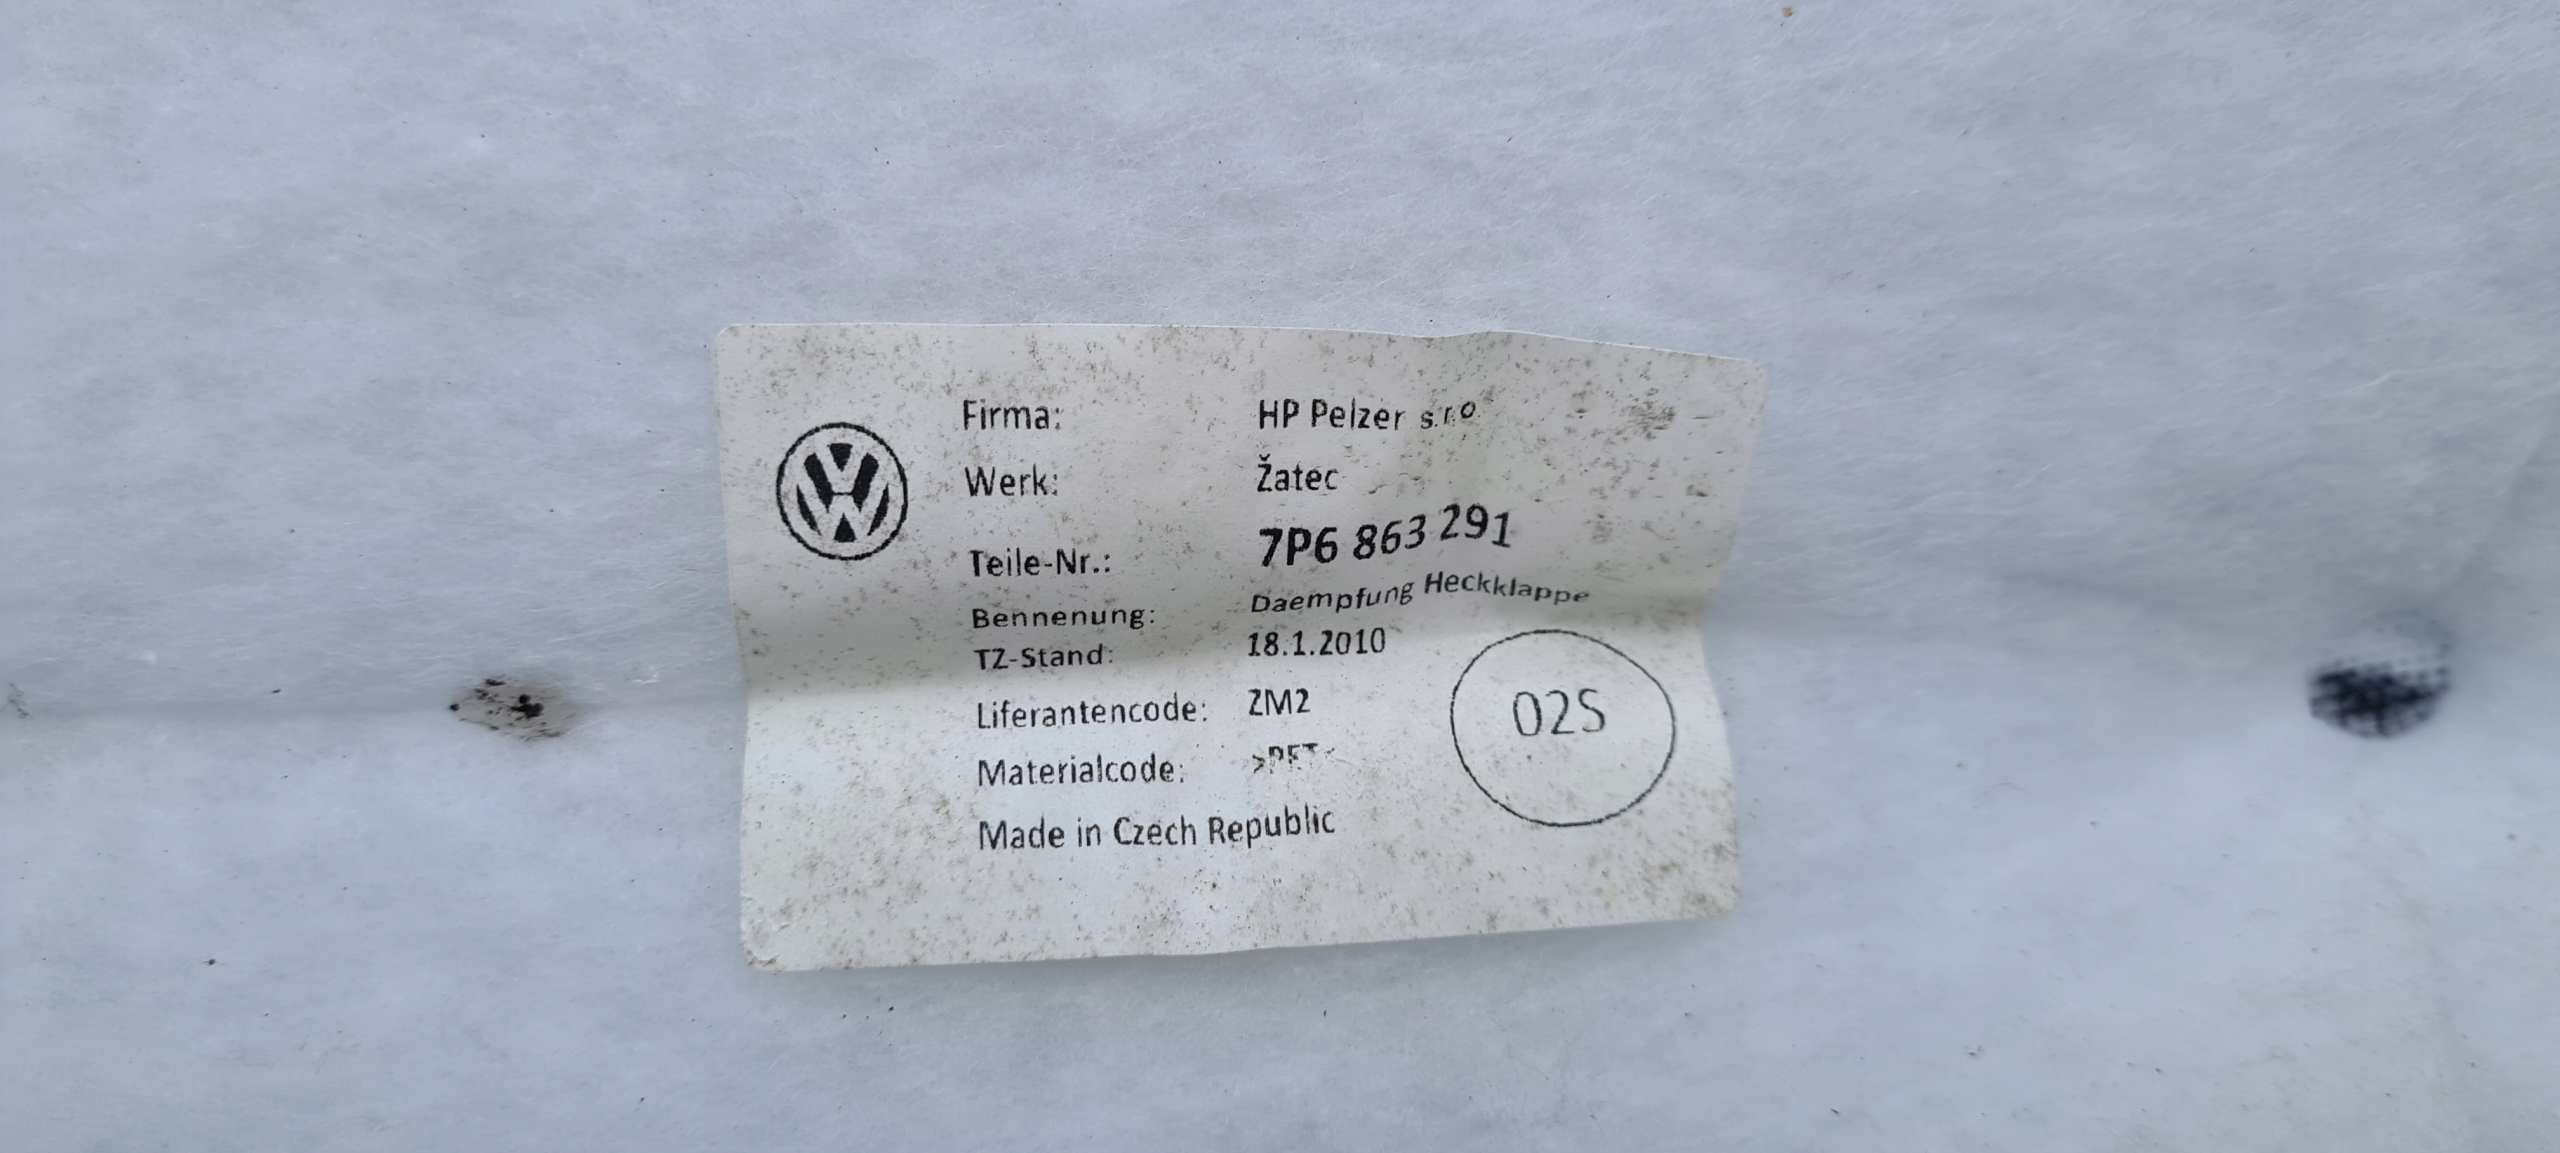 Firma: HP Pelzer s.r.o
Werk: Žatec
Teile-Nr.: 7P6 863 291
Bennenung: Daempfung Heckklappe
TZ-Stand: 18.1.2010
Liferantencode: ZM2
Materialcode: >PET<
02S
Made in Czech Republic